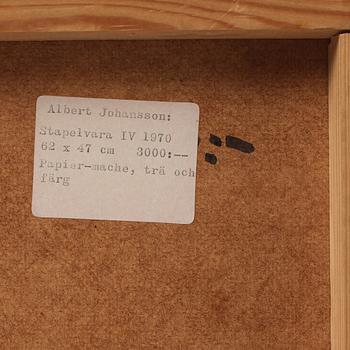 Albert Johansson:
Stapelvara IV 1970
62 x 47 cm 3000:--
Papier-mache, trä och
färg